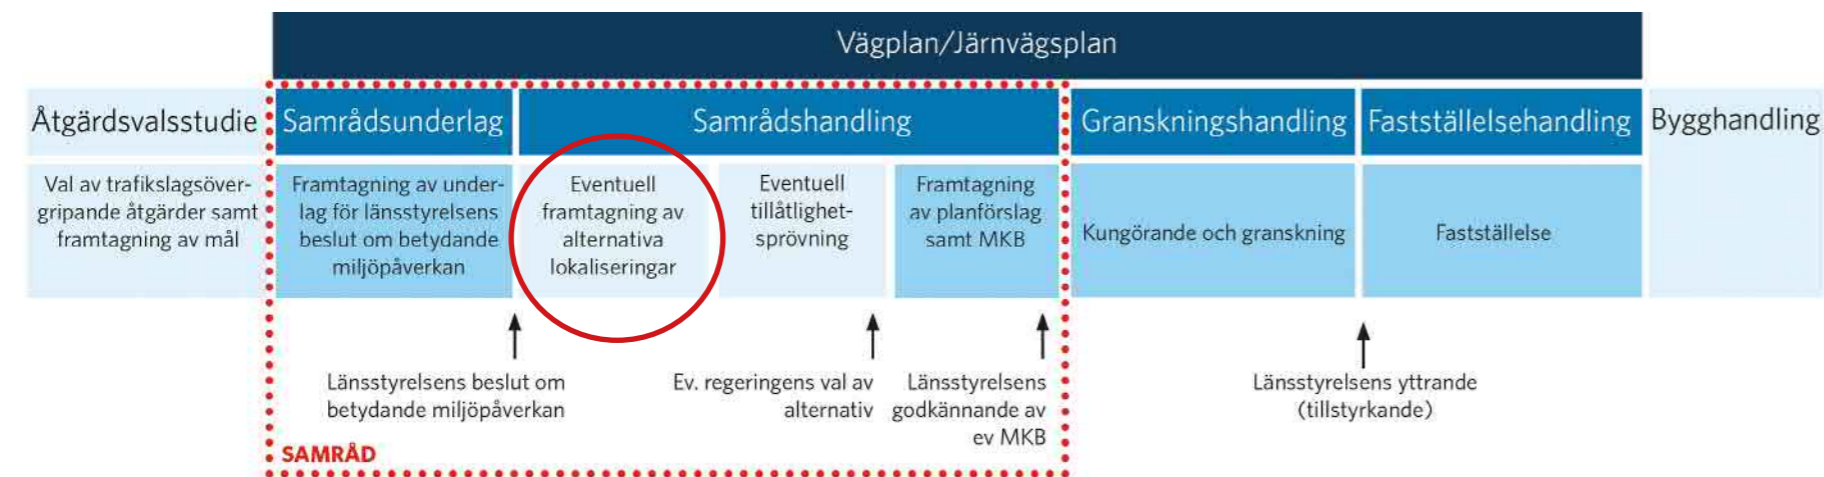 Vägplan/Järnvägsplan
Åtgärdsvalsstudie
Samrådsunderlag
Samrådshandling
Granskningshandling
Fastställelsehandling
Bygghandling
Val av trafikslagsöver-
gripande åtgärder samt
framtagning av mål
Framtagning av under-
lag för länsstyrelsens
beslut om betydande
miljöpåverkan
Eventuell
framtagning av
alternativa
lokaliseringar
Eventuell
tillåtlighet-
sprövning
Framtagning
av planförslag
samt MKB
Kungörande och granskning
Fastställelse
Länsstyrelsens beslut om
betydande miljöpåverkan
Ev. regeringens val av
alternativ
Länsstyrelsens
godkännande av
ev MKB
Länsstyrelsens yttrande
(tillstyrkande)
SAMRÅD